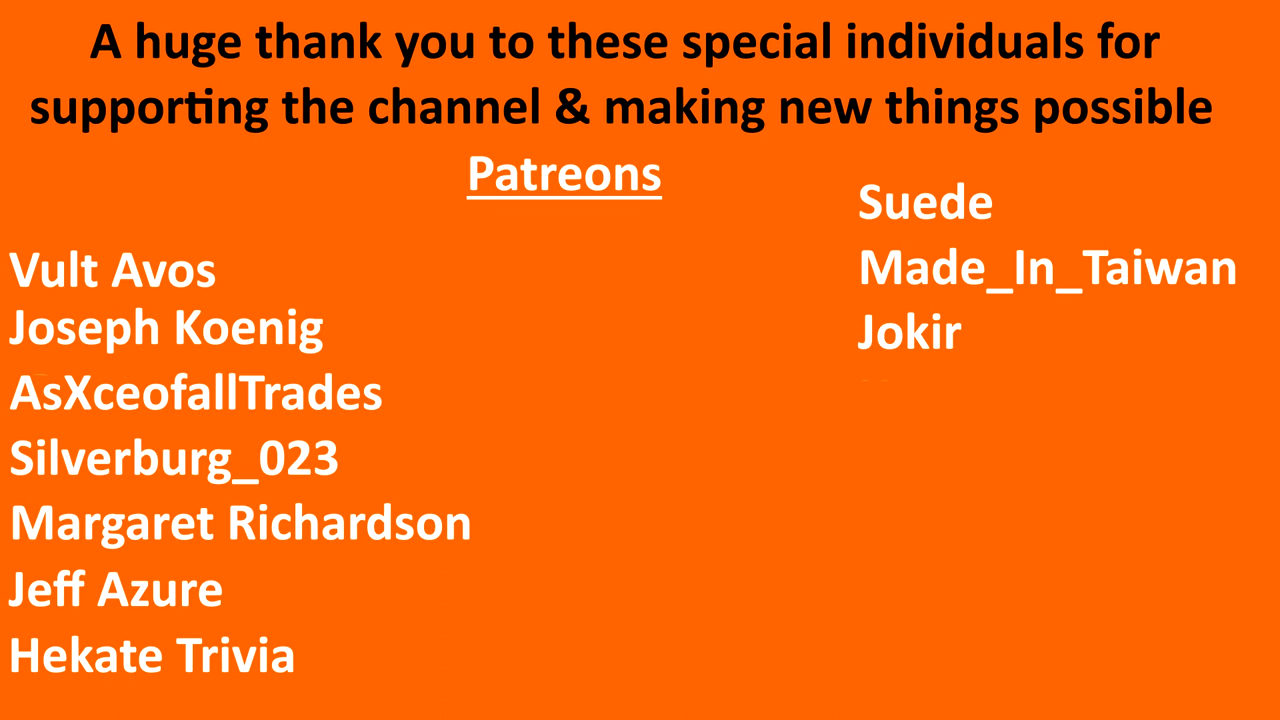 A huge thank you to these special individuals for
supporting the channel & making new things possible
Patreons
Vult Avos
Joseph Koenig
AsXceofallTrades
Silverburg_023
Margaret Richardson
Jeff Azure
Hekate Trivia
Suede
Made_In_Taiwan
Jokir